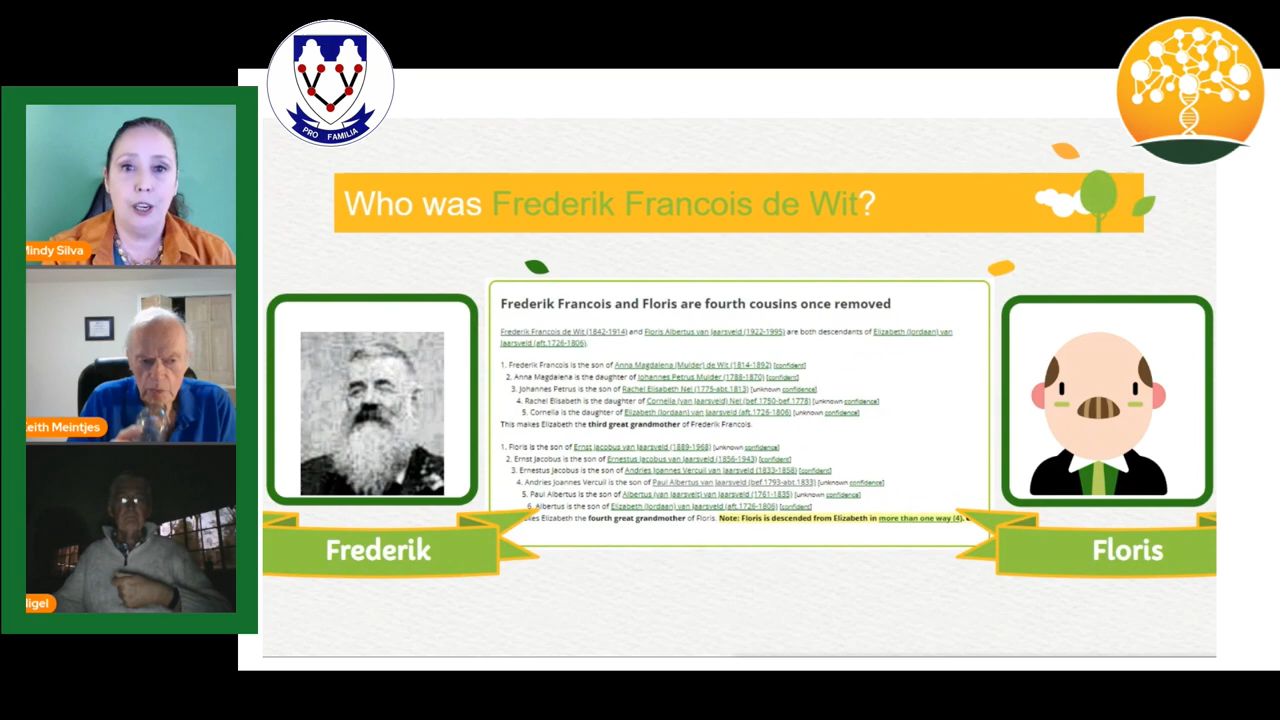 PRO FAMILIA
Who was Frederik Francois de Wit?
Mindy Silva
Keith Meintjes
Nigel
Frederik Francois and Floris are fourth cousins once removed
Frederik Francois de Wit (1842-1914) and Floris Albertus van Jaarsveld (1922-1995) are both descendants of Elizabeth (Jordaan) van
Jaarsveld (aft.1726-1806).
1. Frederik Francois is the son of Anna Magdalena (Mulder) de Wit (1814-1892) [confident]
2. Anna Magdalena is the daughter of Johannes Petrus Mulder (1788-1870) [confident]
3. Johannes Petrus is the son of Rachel Elisabeth Nel (1775-abt.1813) [unknown confidence]
4. Rachel Elisabeth is the daughter of Cornelia (van Jaarsveld) Nel (bef.1750-bef.1778) [unknown confidence]
5. Cornelia is the daughter of Elizabeth (Jordaan) van Jaarsveld (aft.1726-1806) [unknown confidence]
This makes Elizabeth the third great grandmother of Frederik Francois.
1. Floris is the son of Ernst Jacobus van Jaarsveld (1889-1968) [unknown confidence]
2. Ernst Jacobus is the son of Ernestus Jacobus van Jaarsveld (1856-1943) [confident]
3. Ernestus Jacobus is the son of Andries Joannes Vercuil van Jaarsveld (1833-1858) [confident]
4. Andries Joannes Vercuil is the son of Paul Albertus van Jaarsveld (bef.1793-abt.1833) [unknown confidence]
5. Paul Albertus is the son of Albertus (van Jaarsvelt) van Jaarsveld (1761-1835) [unknown confidence]
6. Albertus is the son of Elizabeth (Jordaan) van Jaarsveld (aft.1726-1806) [confident]
makes Elizabeth the fourth great grandmother of Floris. Note: Floris is descended from Elizabeth in more than one way (4).
Frederik
Floris